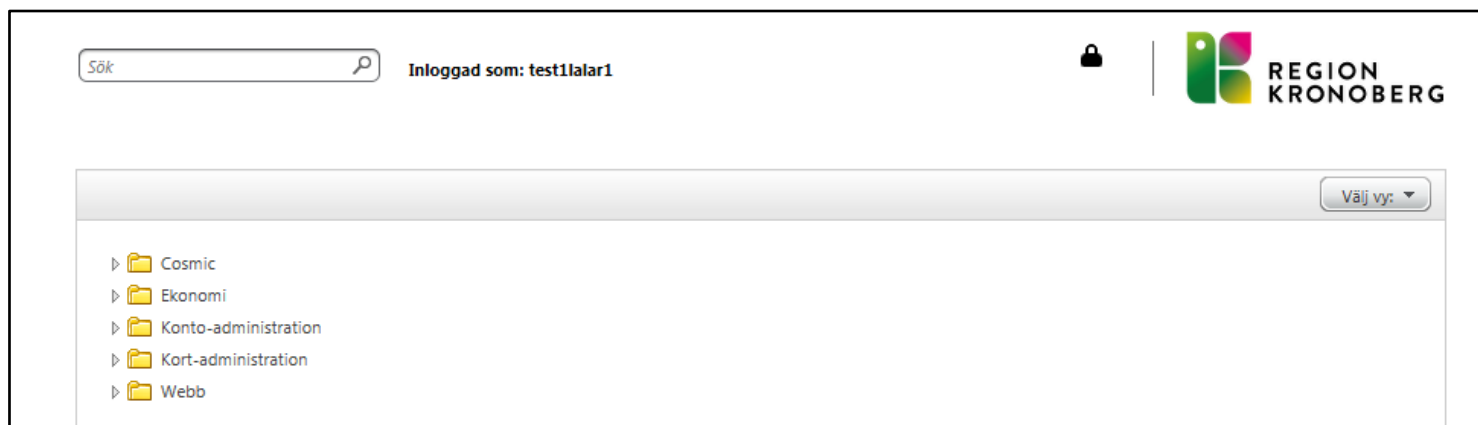 Sök
Inloggad som: test1lalar1
REGION
KRONOBERG
Välj vy:
Cosmic
Ekonomi
Konto-administration
Kort-administration
Webb